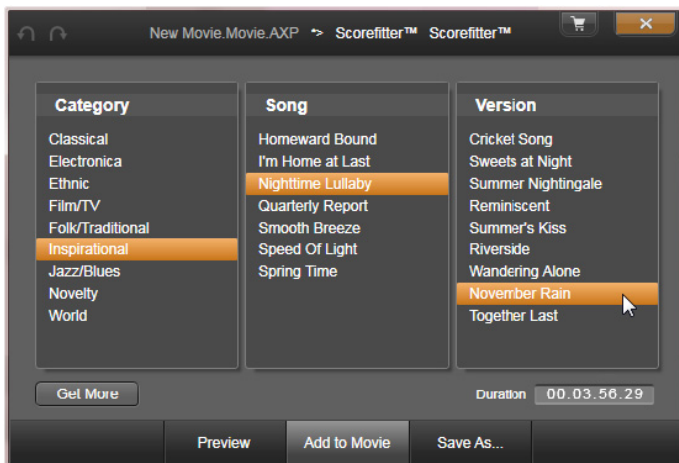 New Movie.Movie.AXP Scorefitter™ Scorefitter™
Category
Classical
Electronica
Ethnic
Film/TV
Folk/Traditional
Inspirational
Jazz/Blues
Novelty
World
Song
Homeward Bound
I'm Home at Last
Nighttime Lullaby
Quarterly Report
Smooth Breeze
Speed Of Light
Spring Time
Version
Cricket Song
Sweets at Night
Summer Nightingale
Reminiscent
Summer's Kiss
Riverside
Wandering Alone
November Rain
Together Last
Get More
Duration 00.03.56.29
Preview
Add to Movie
Save As...